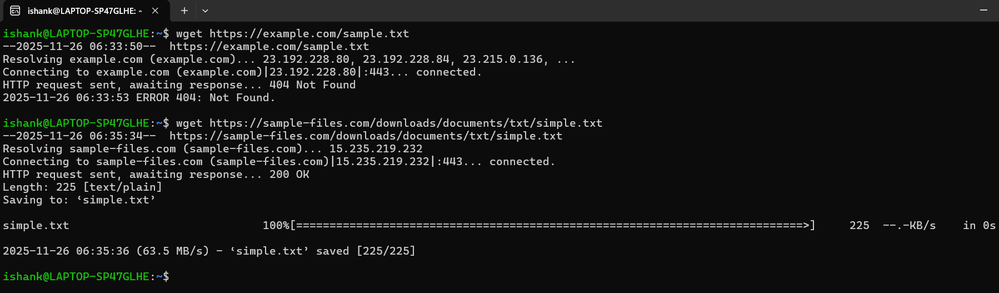 ishank@LAPTOP-SP47GLHE: ~
ishank@LAPTOP-SP47GLHE:~$ wget https://example.com/sample.txt
--2025-11-26 06:33:50--  https://example.com/sample.txt
Resolving example.com (example.com)... 23.192.228.80, 23.192.228.84, 23.215.0.136, ...
Connecting to example.com (example.com)|23.192.228.80|:443... connected.
HTTP request sent, awaiting response... 404 Not Found
2025-11-26 06:33:53 ERROR 404: Not Found.
ishank@LAPTOP-SP47GLHE:~$ wget https://sample-files.com/downloads/documents/txt/simple.txt
--2025-11-26 06:35:34--  https://sample-files.com/downloads/documents/txt/simple.txt
Resolving sample-files.com (sample-files.com)... 15.235.219.232
Connecting to sample-files.com (sample-files.com)|15.235.219.232|:443... connected.
HTTP request sent, awaiting response... 200 OK
Length: 225 [text/plain]
Saving to: ‘simple.txt’
simple.txt 100%[============================================================================>] 225 --.-KB/s in 0s
2025-11-26 06:35:36 (63.5 MB/s) - ‘simple.txt’ saved [225/225]
ishank@LAPTOP-SP47GLHE:~$